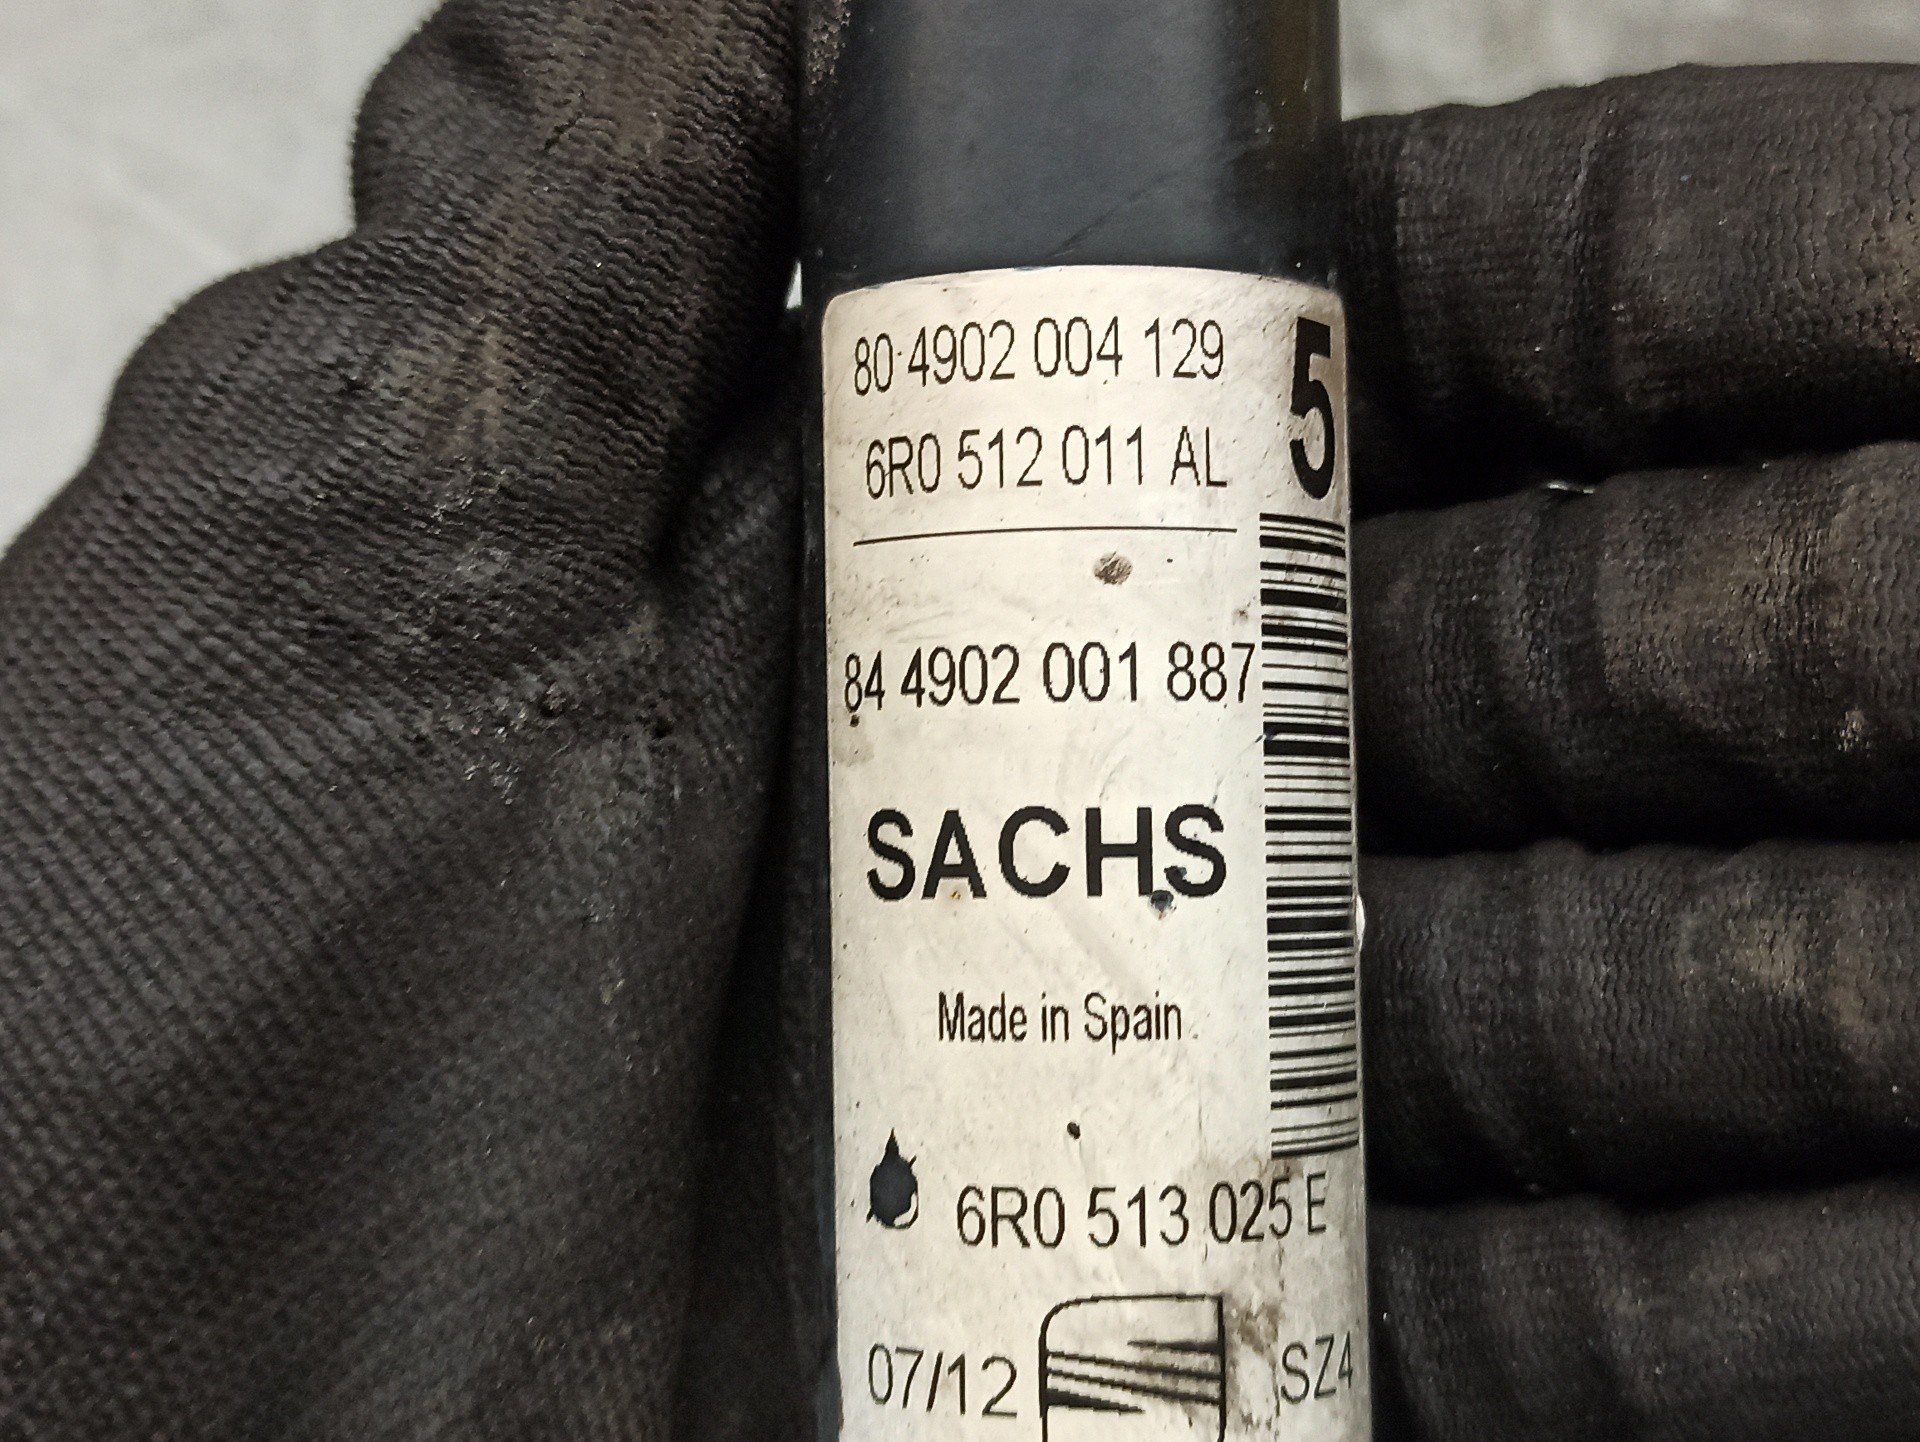 80 4902 004 129
5
6R0 512 011 AL
84 4902 001 887
SACHS
Made in Spain
6R0 513 025 E
07/12
SZ4